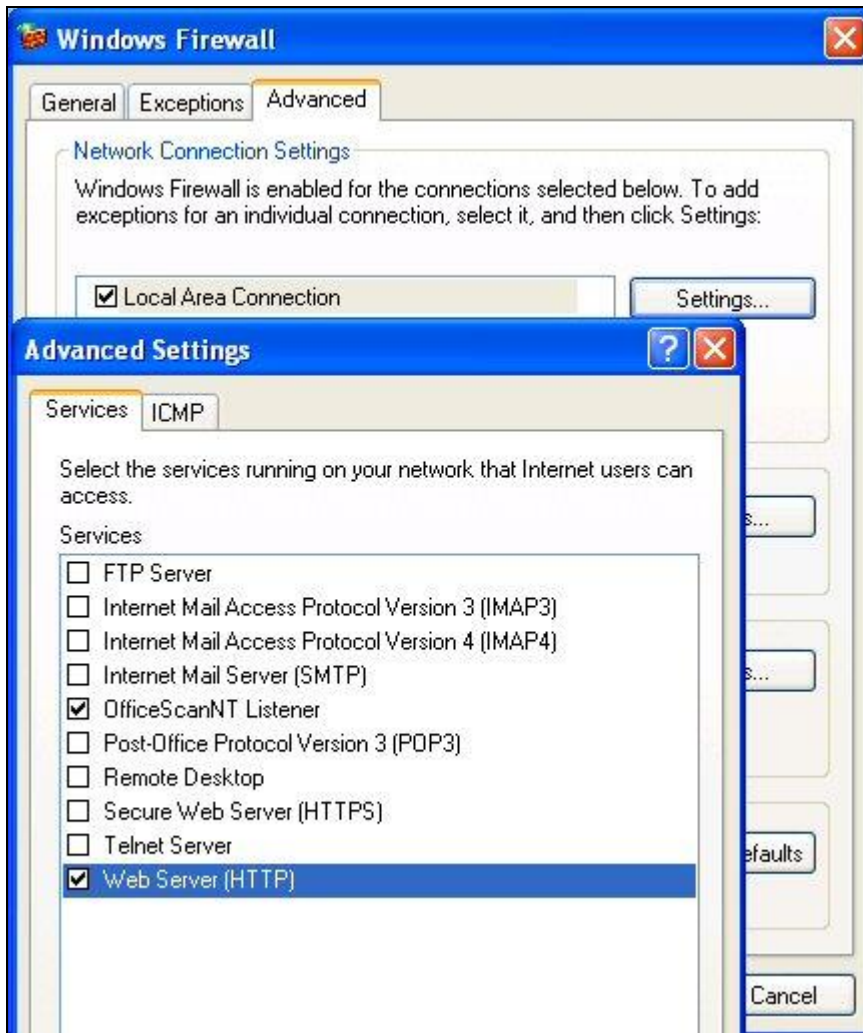 Windows Firewall
General Exceptions Advanced
Network Connection Settings
Windows Firewall is enabled for the connections selected below. To add
exceptions for an individual connection, select it, and then click Settings:
Local Area Connection Settings...
Advanced Settings
Services ICMP
Select the services running on your network that Internet users can
access.
Services
FTP Server
Internet Mail Access Protocol Version 3 (IMAP3)
Internet Mail Access Protocol Version 4 (IMAP4)
Internet Mail Server (SMTP)
OfficeScanNT Listener
Post-Office Protocol Version 3 (POP3)
Remote Desktop
Secure Web Server (HTTPS)
Telnet Server
Web Server (HTTP)
Cancel